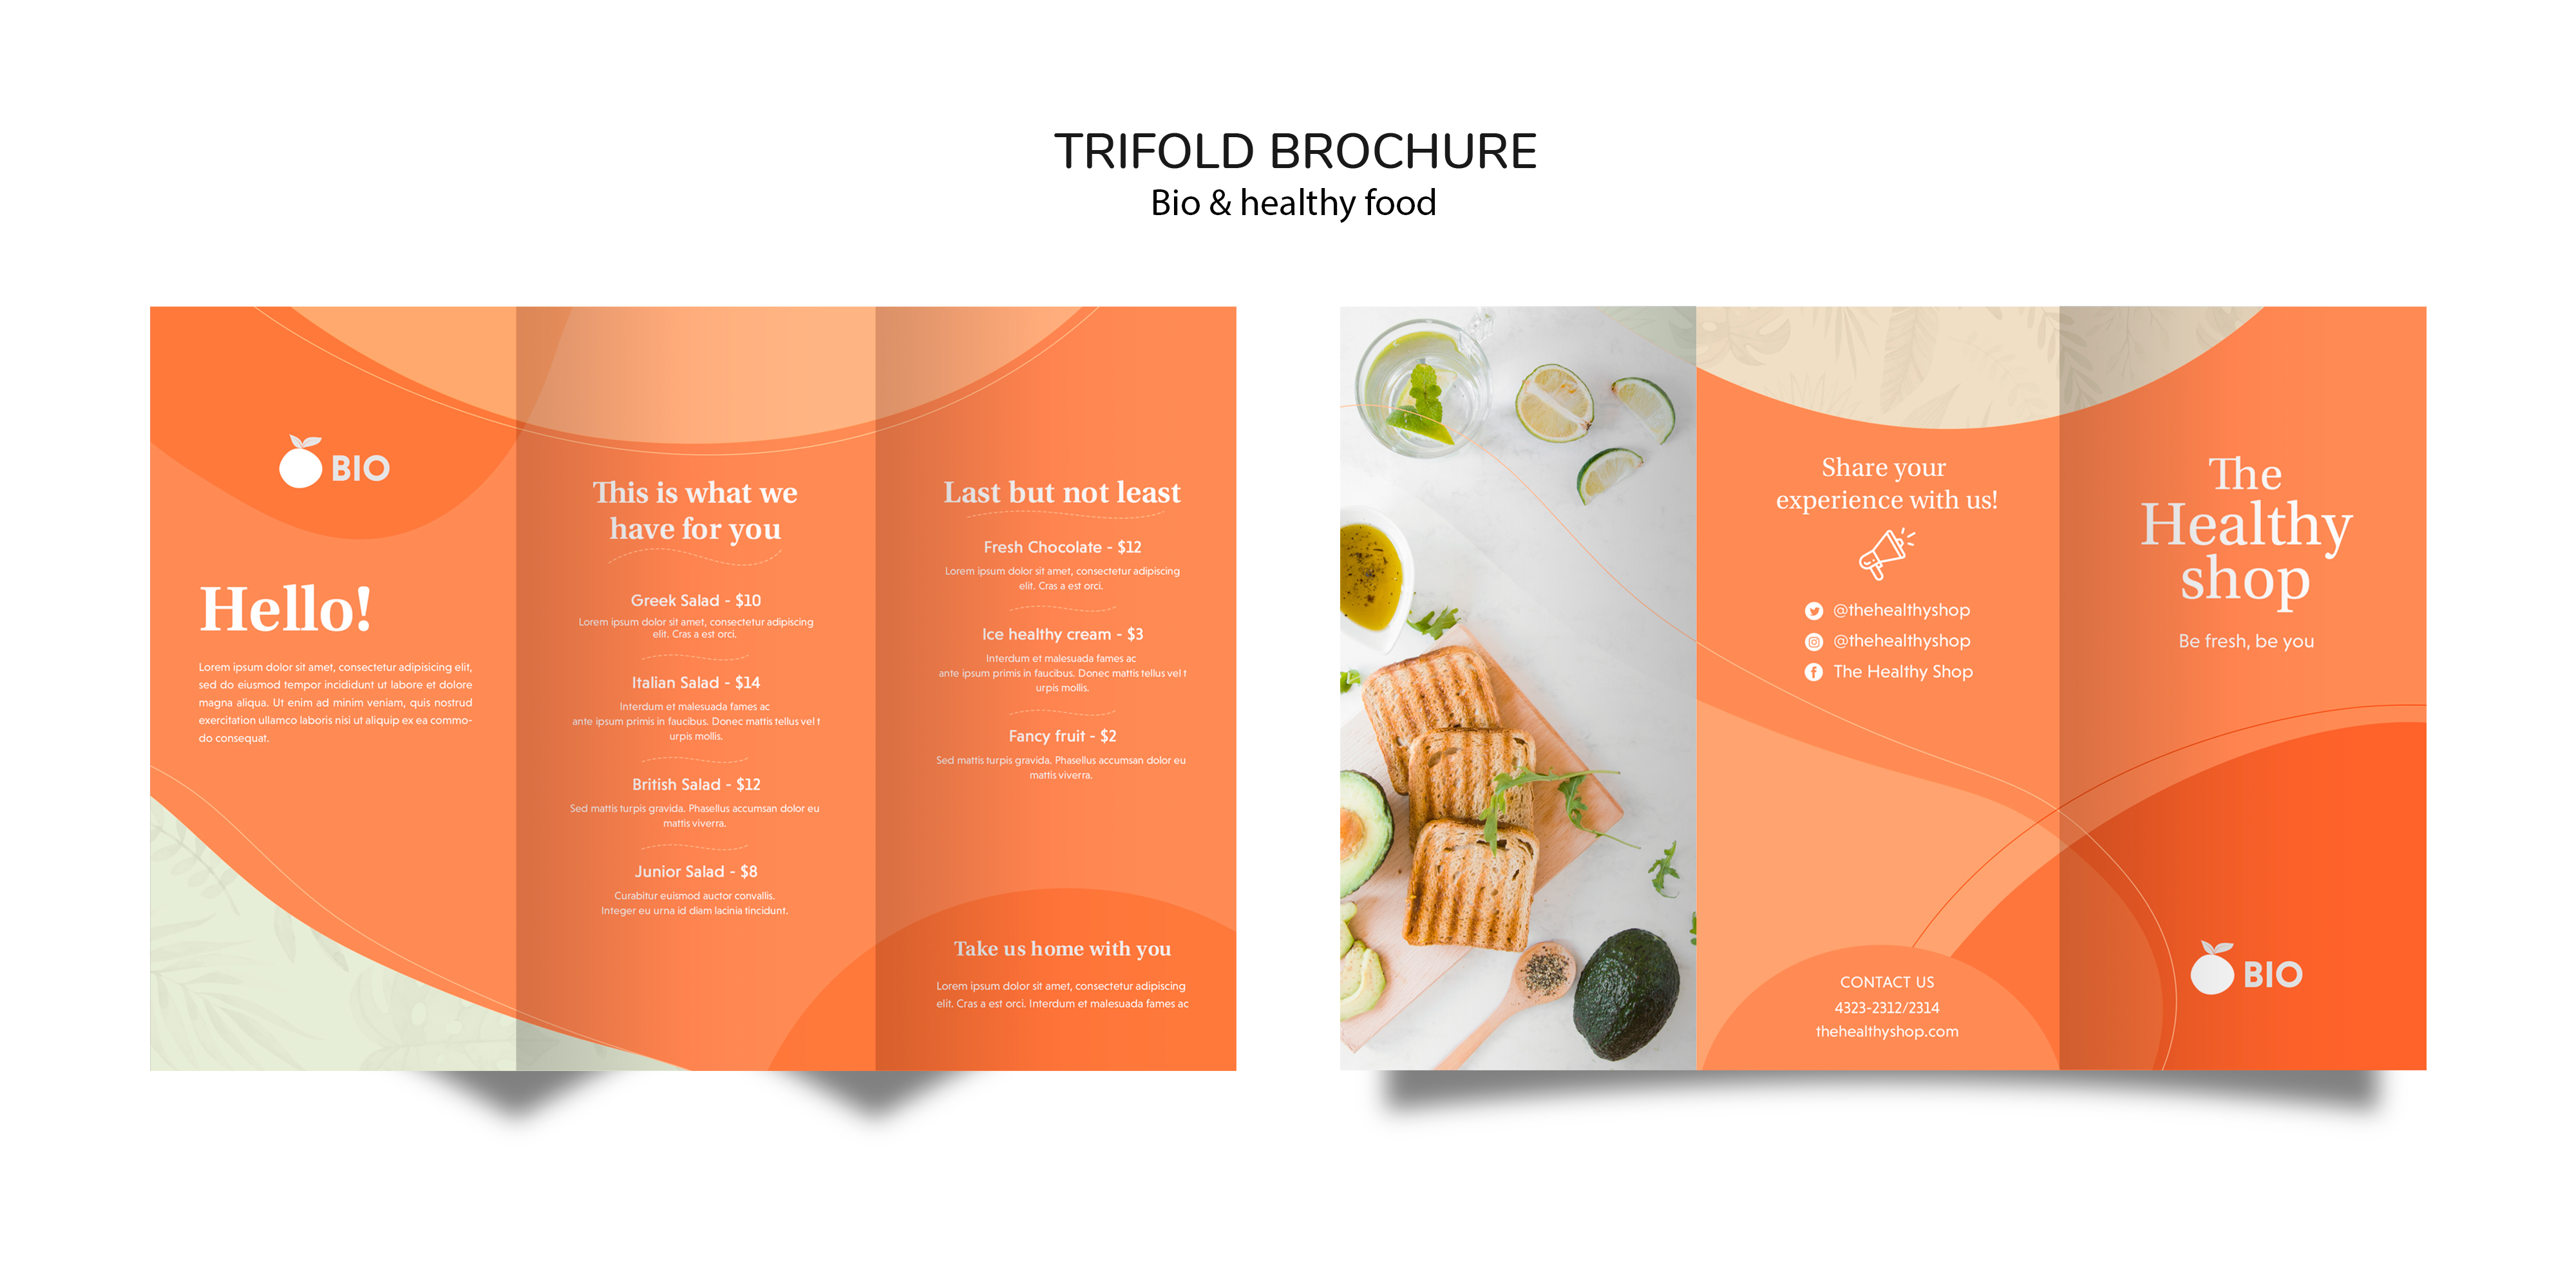 TRIFOLD BROCHURE
Bio & healthy food
BIO
Hello!
Lorem ipsum dolor sit amet, consectetur adipisicing elit,
sed do eiusmod tempor incididunt ut labore et dolore
magna aliqua. Ut enim ad minim veniam, quis nostrud
exercitation ullamco laboris nisi ut aliquip ex ea commo-
do consequat.
This is what we
have for you
Greek Salad - $10
Lorem ipsum dolor sit amet, consectetur adipiscing
elit. Cras a est orci.
Italian Salad - $14
Interdum et malesuada fames ac
ante ipsum primis in faucibus. Donec mattis tellus vel t
urpis mollis.
British Salad - $12
Sed mattis turpis gravida. Phasellus accumsan dolor eu
mattis viverra.
Junior Salad - $8
Curabitur euismod auctor convallis.
Integer eu urna id diam lacinia tincidunt.
Last but not least
Fresh Chocolate - $12
Lorem ipsum dolor sit amet, consectetur adipiscing
elit. Cras a est orci.
Ice healthy cream - $3
Interdum et malesuada fames ac
ante ipsum primis in faucibus. Donec mattis tellus vel t
urpis mollis.
Fancy fruit - $2
Sed mattis turpis gravida. Phasellus accumsan dolor eu
mattis viverra.
Take us home with you
Lorem ipsum dolor sit amet, consectetur adipiscing
elit. Cras a est orci. Interdum et malesuada fames ac
Share your
experience with us!
@thehealthyshop
@thehealthyshop
The Healthy Shop
CONTACT US
4323-2312/2314
thehealthyshop.com
The
Healthy
shop
Be fresh, be you
BIO